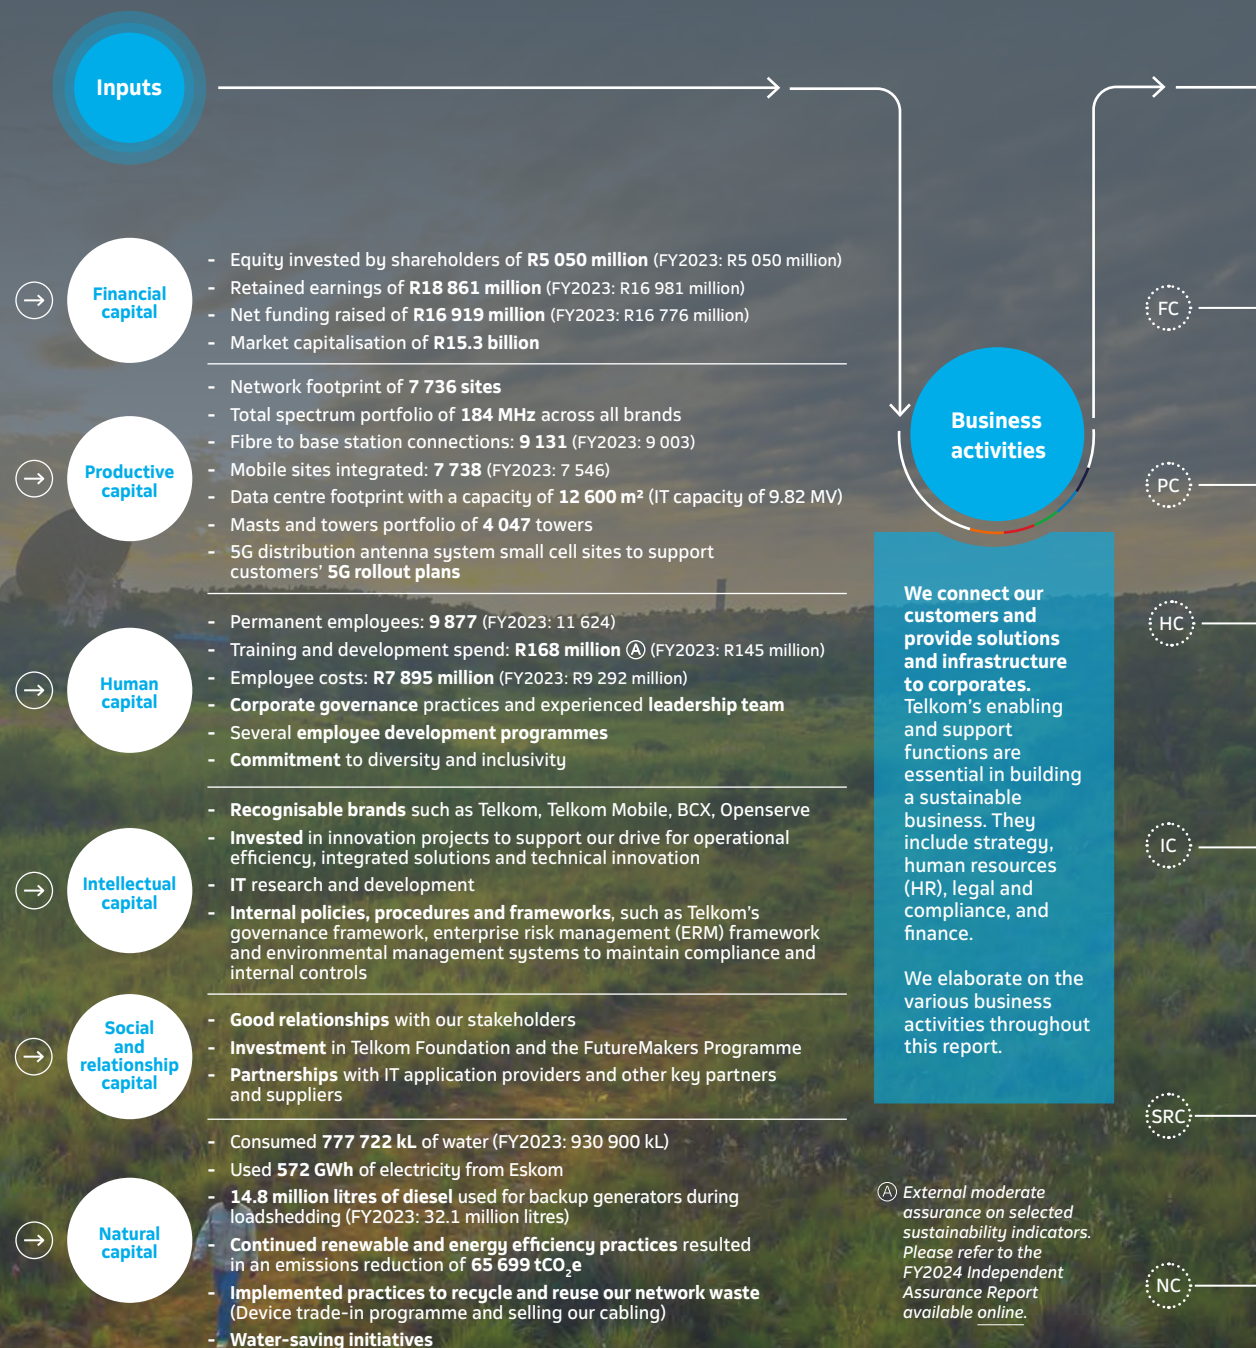 Inputs
Financial
capital
- Equity invested by shareholders of R5 050 million (FY2023: R5 050 million)
- Retained earnings of R18 861 million (FY2023: R16 981 million)
- Net funding raised of R16 919 million (FY2023: R16 776 million)
- Market capitalisation of R15.3 billion
Productive
capital
- Network footprint of 7 736 sites
- Total spectrum portfolio of 184 MHz across all brands
- Fibre to base station connections: 9 131 (FY2023: 9 003)
- Mobile sites integrated: 7 738 (FY2023: 7 546)
- Data centre footprint with a capacity of 12 600 m² (IT capacity of 9.82 MV)
- Masts and towers portfolio of 4 047 towers
- 5G distribution antenna system small cell sites to support
customers’ 5G rollout plans
Human
capital
- Permanent employees: 9 877 (FY2023: 11 624)
- Training and development spend: R168 million Ⓐ (FY2023: R145 million)
- Employee costs: R7 895 million (FY2023: R9 292 million)
- Corporate governance practices and experienced leadership team
- Several employee development programmes
- Commitment to diversity and inclusivity
Intellectual
capital
- Recognisable brands such as Telkom, Telkom Mobile, BCX, Openserve
- Invested in innovation projects to support our drive for operational
efficiency, integrated solutions and technical innovation
- IT research and development
- Internal policies, procedures and frameworks, such as Telkom’s
governance framework, enterprise risk management (ERM) framework
and environmental management systems to maintain compliance and
internal controls
Social
and
relationship
capital
- Good relationships with our stakeholders
- Investment in Telkom Foundation and the FutureMakers Programme
- Partnerships with IT application providers and other key partners
and suppliers
Natural
capital
- Consumed 777 722 kL of water (FY2023: 930 900 kL)
- Used 572 GWh of electricity from Eskom
- 14.8 million litres of diesel used for backup generators during
loadshedding (FY2023: 32.1 million litres)
- Continued renewable and energy efficiency practices resulted
in an emissions reduction of 65 699 tCO₂e
- Implemented practices to recycle and reuse our network waste
(Device trade-in programme and selling our cabling)
- Water-saving initiatives
Business
activities
We connect our
customers and
provide solutions
and infrastructure
to corporates.
Telkom’s enabling
and support
functions are
essential in building
a sustainable
business. They
include strategy,
human resources
(HR), legal and
compliance, and
finance.
We elaborate on the
various business
activities throughout
this report.
Ⓐ External moderate
assurance on selected
sustainability indicators.
Please refer to the
FY2024 Independent
Assurance Report
available online.
FC
PC
HC
IC
SRC
NC